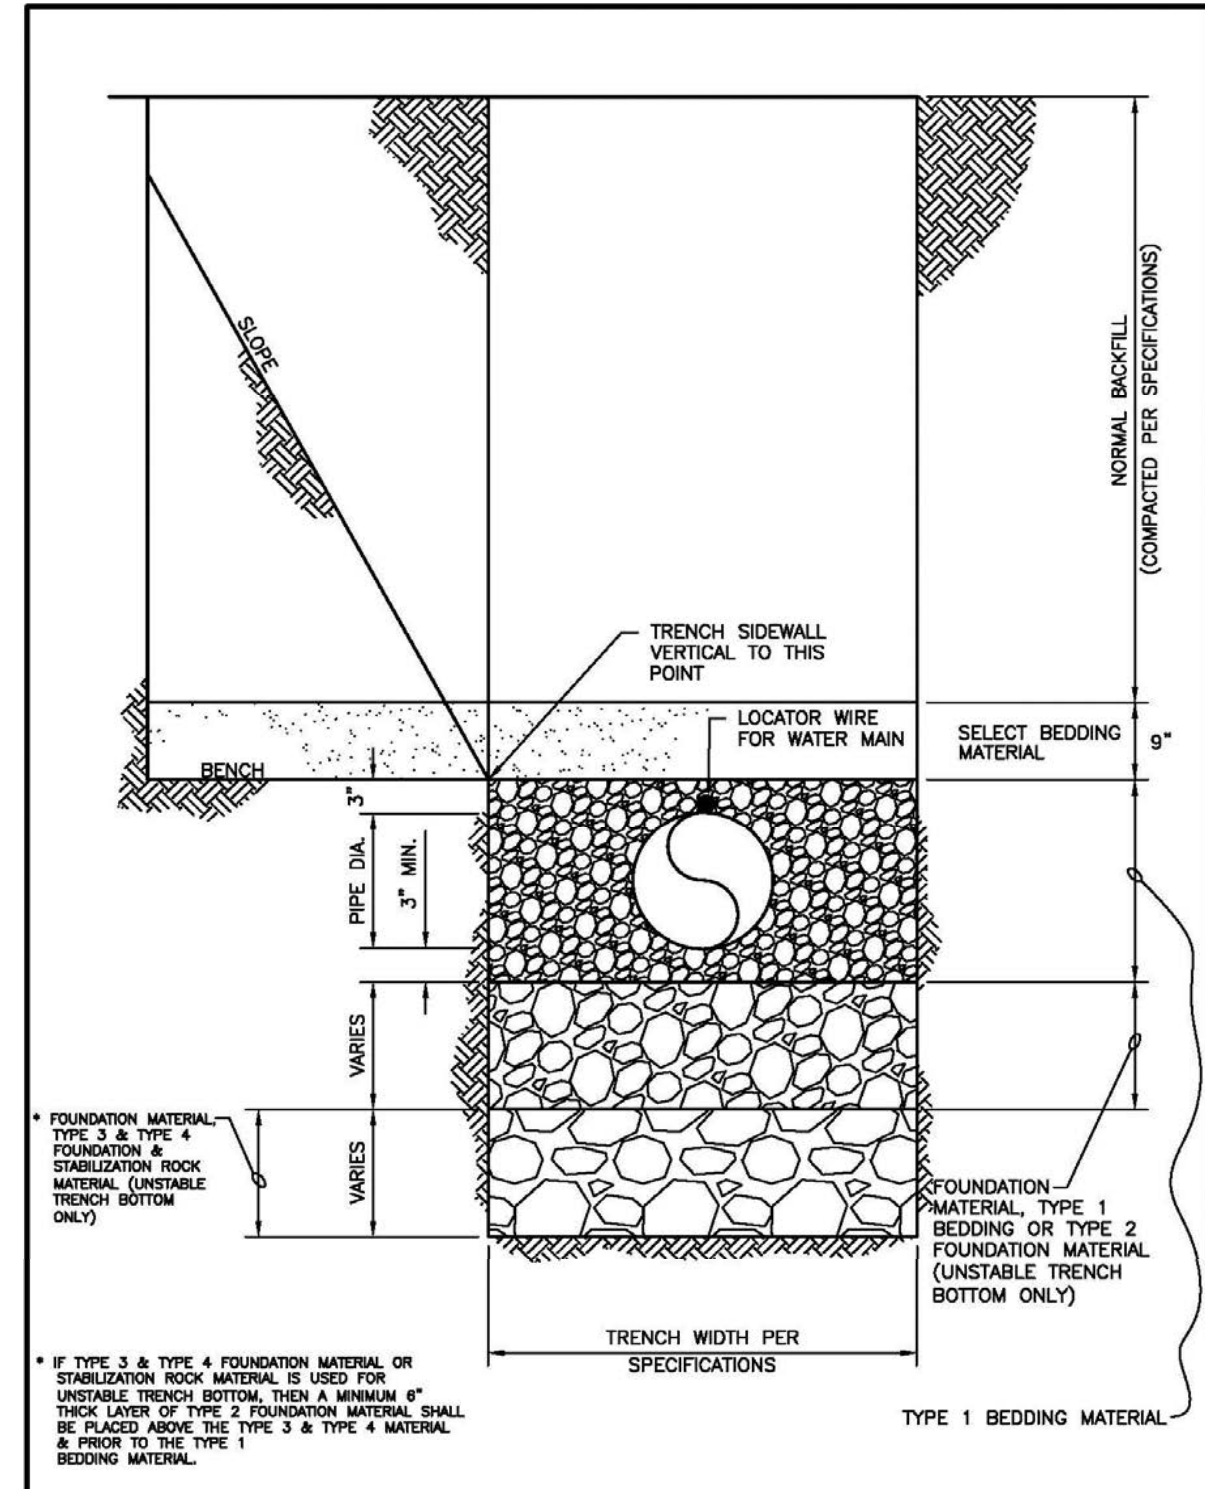 SLOPE
NORMAL BACKFILL
(COMPACTED PER SPECIFICATIONS)
TRENCH SIDEWALL
VERTICAL TO THIS
POINT
LOCATOR WIRE
FOR WATER MAIN
SELECT BEDDING
MATERIAL
9"
BENCH
3"
PIPE DIA.
3" MIN.
VARIES
VARIES
* FOUNDATION MATERIAL,
TYPE 3 & TYPE 4
FOUNDATION &
STABILIZATION ROCK
MATERIAL (UNSTABLE
TRENCH BOTTOM
ONLY)
FOUNDATION
MATERIAL, TYPE 1
BEDDING OR TYPE 2
FOUNDATION MATERIAL
(UNSTABLE TRENCH
BOTTOM ONLY)
TRENCH WIDTH PER
SPECIFICATIONS
* IF TYPE 3 & TYPE 4 FOUNDATION MATERIAL OR
STABILIZATION ROCK MATERIAL IS USED FOR
UNSTABLE TRENCH BOTTOM, THEN A MINIMUM 6"
THICK LAYER OF TYPE 2 FOUNDATION MATERIAL SHALL
BE PLACED ABOVE THE TYPE 3 & TYPE 4 MATERIAL
& PRIOR TO THE TYPE 1
BEDDING MATERIAL.
TYPE 1 BEDDING MATERIAL